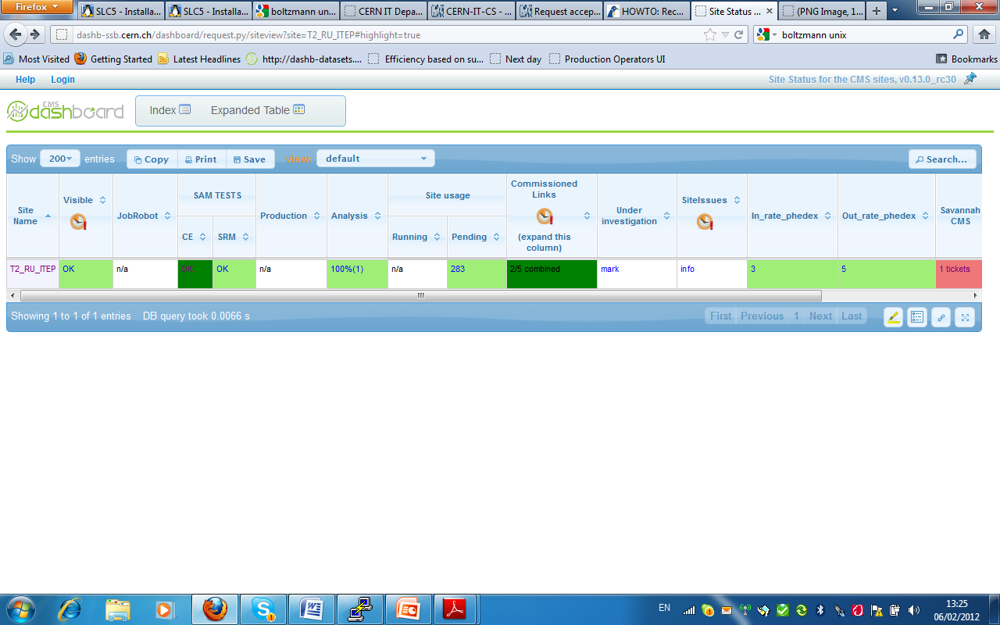 Firefox
SLC5 - Installa...
SLC5 - Installa...
boltzmann un...
CERN IT Depa...
CERN-IT-CS - ...
Request accep...
HOWTO: Rec...
Site Status ...
(PNG Image, 1...
dashb-ssb.cern.ch/dashboard/request.py/siteview?site=T2_RU_ITEP#highlight=true
boltzmann unix
Most Visited
Getting Started
Latest Headlines
http://dashb-datasets....
Efficiency based on su...
Next day
Production Operators UI
Bookmarks
Help
Login
Site Status for the CMS sites, v0.13.0_rc30
CMS
dashboard
Index
Expanded Table
Show 200 entries
Copy
Print
Save
view:
default
Search...
Site Name
Visible
JobRobot
SAM TESTS
CE
SRM
Production
Analysis
Site usage
Running
Pending
Commissioned Links
(expand this column)
Under investigation
SiteIssues
In_rate_phedex
Out_rate_phedex
Savannah CMS
T2_RU_ITEP
OK
n/a
OK
OK
n/a
100%(1)
n/a
283
2/5 combined
mark
info
3
5
1 tickets
Showing 1 to 1 of 1 entries
DB query took 0.0066 s
First
Previous
1
Next
Last
EN
13:25
06/02/2012